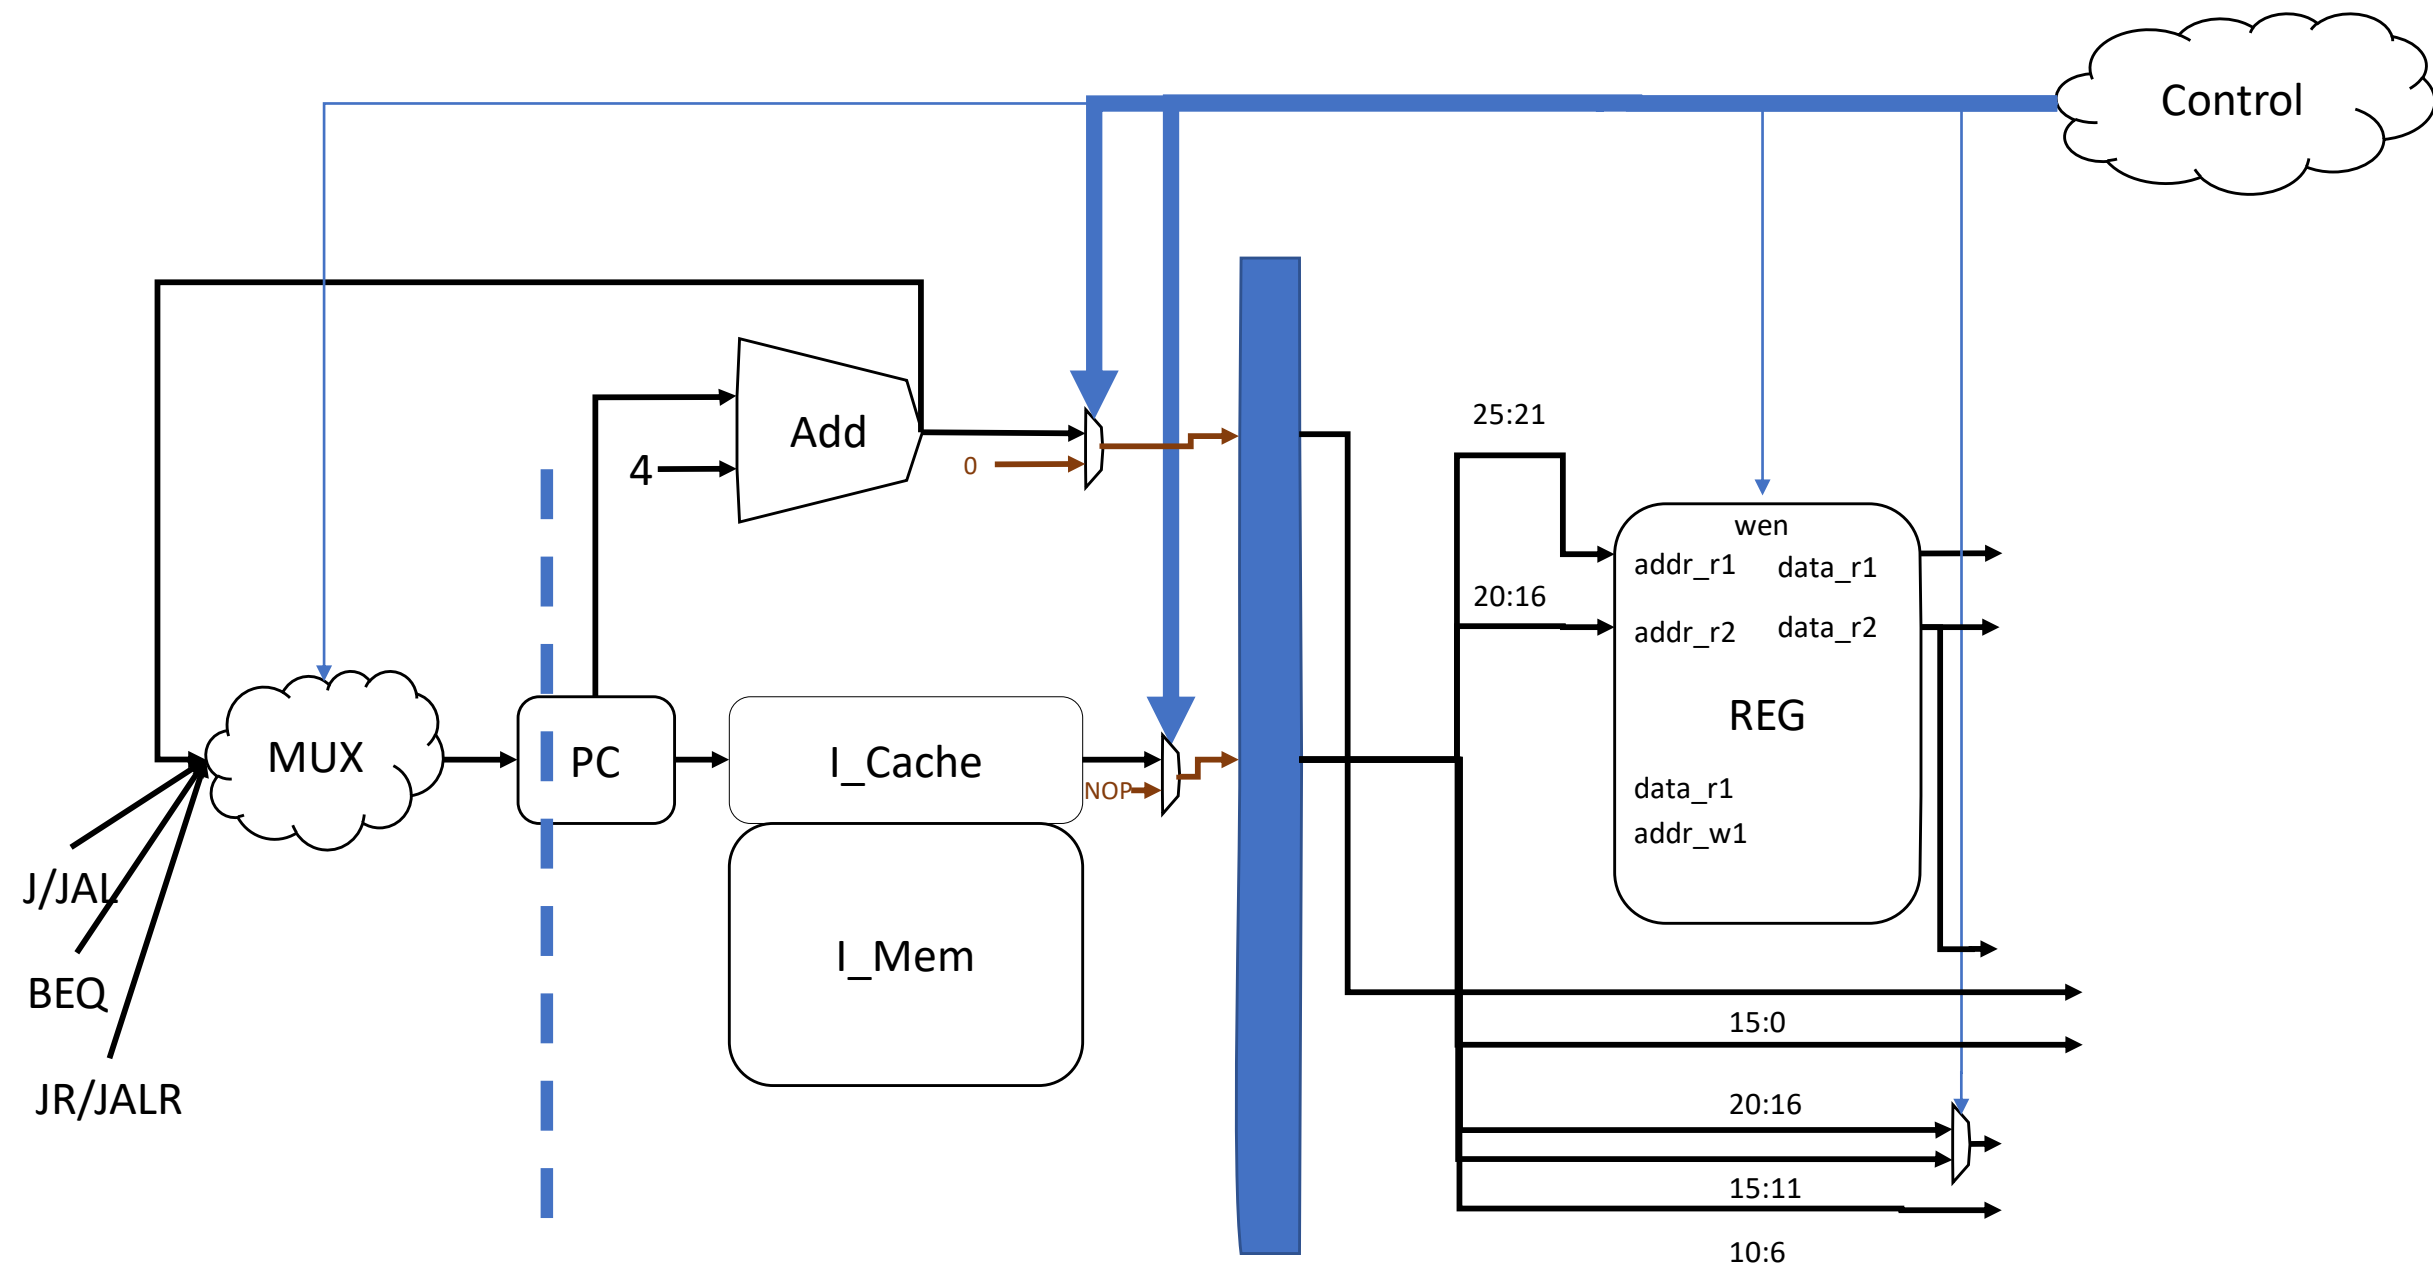 Control
25:21
Add
0
4
wen
addr_r1
data_r1
20:16
addr_r2
data_r2
REG
MUX
PC
I_Cache
NOP
data_r1
addr_w1
J/JAL
I_Mem
BEQ
15:0
JR/JALR
20:16
15:11
10:6